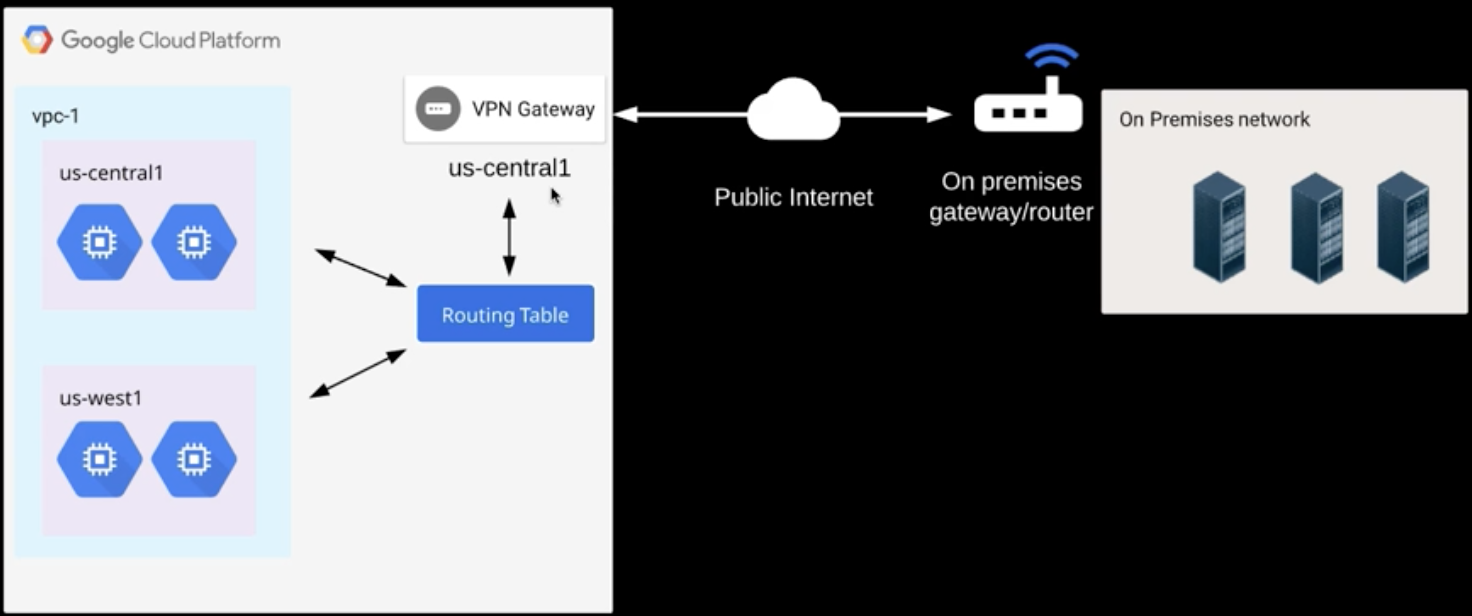 Google Cloud Platform
vpc-1
us-central1
us-west1
VPN Gateway
us-central1
Routing Table
Public Internet
On premises
gateway/router
On Premises network